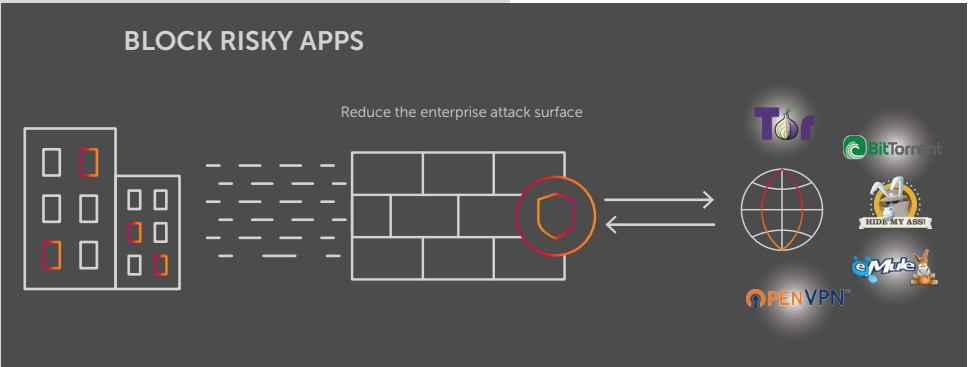 BLOCK RISKY APPS
Reduce the enterprise attack surface
Tor
BitTorrent
HIDE MY ASS!
eMule
OPENVPN